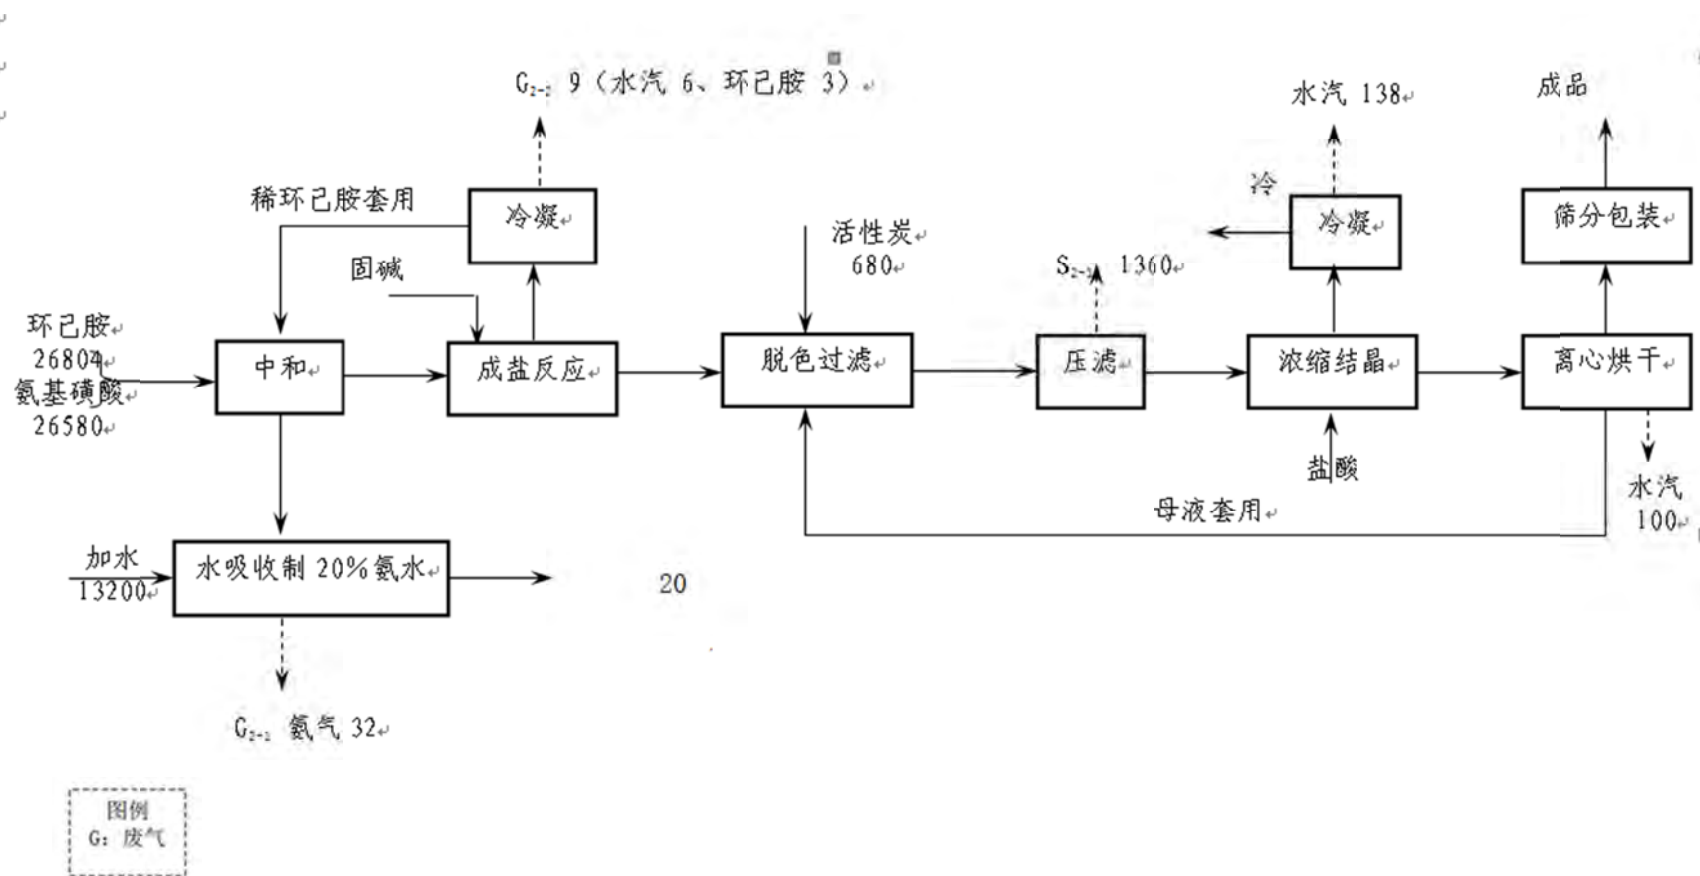 G₂₋₂ 9（水汽 6、环己胺 3）
水汽 138
成品
稀环己胺套用
冷凝
冷
冷凝
筛分包装
活性炭
680
固碱
S₂₋₁ 1360
环己胺
26804
氨基磺酸
26580
中和
成盐反应
脱色过滤
压滤
浓缩结晶
离心烘干
盐酸
水汽
100
母液套用
加水
13200
水吸收制 20%氨水
20
G₂₋₁ 氨气 32
图例
G：废气